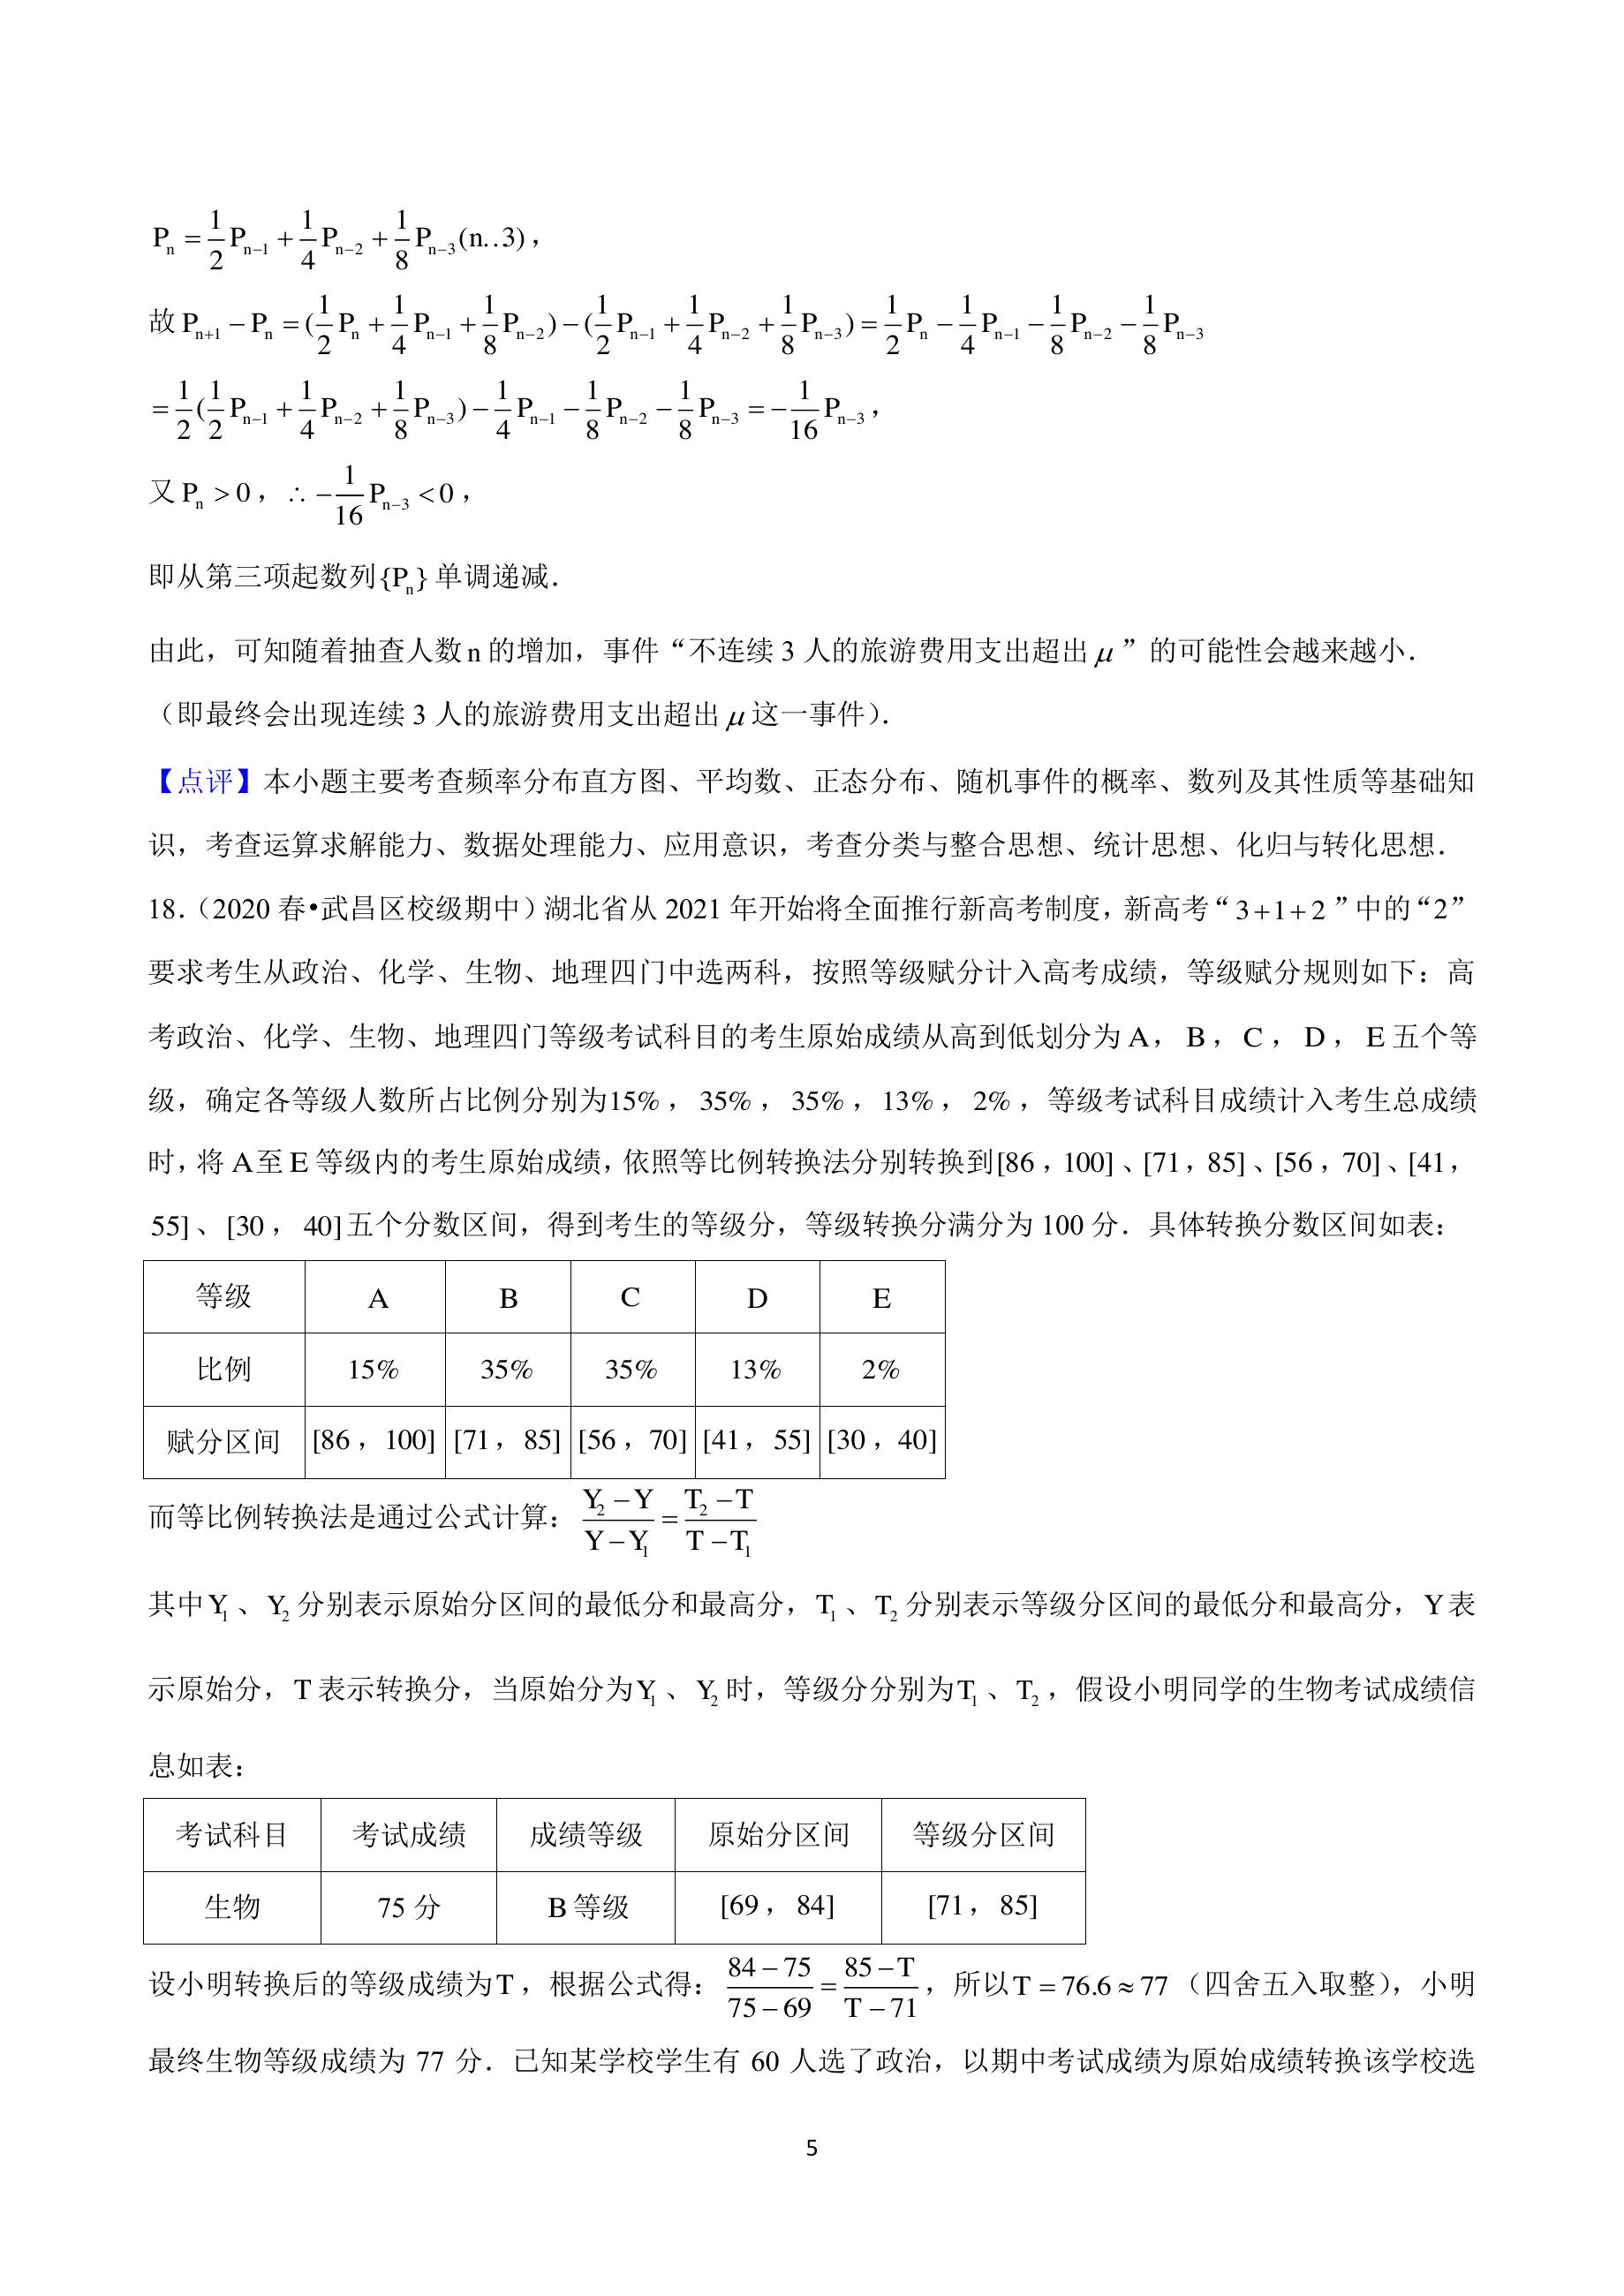 P_n = 1/2 P_{n−1} + 1/4 P_{n−2} + 1/8 P_{n−3} (n‥3)，
故 P_{n+1} − P_n = (1/2 P_n + 1/4 P_{n−1} + 1/8 P_{n−2}) − (1/2 P_{n−1} + 1/4 P_{n−2} + 1/8 P_{n−3}) = 1/2 P_n − 1/4 P_{n−1} − 1/8 P_{n−2} − 1/8 P_{n−3}
= 1/2 (1/2 P_{n−1} + 1/4 P_{n−2} + 1/8 P_{n−3}) − 1/4 P_{n−1} − 1/8 P_{n−2} − 1/8 P_{n−3} = − 1/16 P_{n−3}，
又 P_n > 0，∴ − 1/16 P_{n−3} < 0，
即从第三项起数列{P_n}单调递减．
由此，可知随着抽查人数 n 的增加，事件“不连续 3 人的旅游费用支出超出 μ ”的可能性会越来越小．
（即最终会出现连续 3 人的旅游费用支出超出 μ 这一事件）．
【点评】本小题主要考查频率分布直方图、平均数、正态分布、随机事件的概率、数列及其性质等基础知
识，考查运算求解能力、数据处理能力、应用意识，考查分类与整合思想、统计思想、化归与转化思想．
18．（2020 春•武昌区校级期中）湖北省从 2021 年开始将全面推行新高考制度，新高考“3+1+2”中的“2”
要求考生从政治、化学、生物、地理四门中选两科，按照等级赋分计入高考成绩，等级赋分规则如下：高
考政治、化学、生物、地理四门等级考试科目的考生原始成绩从高到低划分为 A，B，C，D，E 五个等
级，确定各等级人数所占比例分别为15%，35%，35%，13%，2%，等级考试科目成绩计入考生总成绩
时，将 A至 E 等级内的考生原始成绩，依照等比例转换法分别转换到[86，100]、[71，85]、[56，70]、[41，
55]、[30，40]五个分数区间，得到考生的等级分，等级转换分满分为 100 分．具体转换分数区间如表：
等级 A B C D E
比例 15% 35% 35% 13% 2%
赋分区间 [86，100] [71，85] [56，70] [41，55] [30，40]
而等比例转换法是通过公式计算：(Y_2 − Y)/(Y − Y_1) = (T_2 − T)/(T − T_1)
其中Y_1 、Y_2 分别表示原始分区间的最低分和最高分，T_1 、T_2 分别表示等级分区间的最低分和最高分，Y表
示原始分，T 表示转换分，当原始分为Y_1 、Y_2 时，等级分分别为T_1 、T_2 ，假设小明同学的生物考试成绩信
息如表：
考试科目 考试成绩 成绩等级 原始分区间 等级分区间
生物 75 分 B 等级 [69，84] [71，85]
设小明转换后的等级成绩为T ，根据公式得：(84 − 75)/(75 − 69) = (85 − T)/(T − 71)，所以T = 76.6 ≈ 77（四舍五入取整），小明
最终生物等级成绩为 77 分．已知某学校学生有 60 人选了政治，以期中考试成绩为原始成绩转换该学校选
5